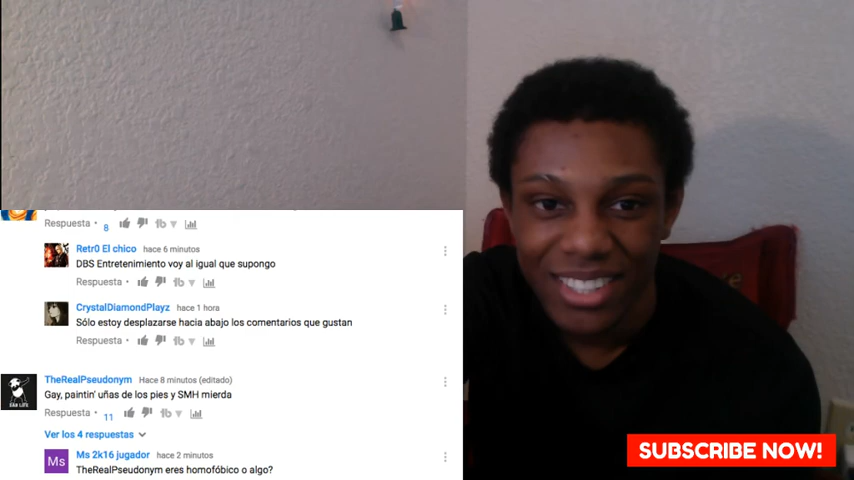 Respuesta • 8
Retr0 El chico hace 6 minutos
DBS Entretenimiento voy al igual que supongo
Respuesta •
CrystalDiamondPlayz hace 1 hora
Sólo estoy desplazarse hacia abajo los comentarios que gustan
Respuesta •
TheRealPseudonym Hace 8 minutos (editado)
Gay, paintin' uñas de los pies y SMH mierda
Respuesta • 11
Ver los 4 respuestas
Ms
Ms 2k16 jugador hace 2 minutos
TheRealPseudonym eres homofóbico o algo?
SUBSCRIBE NOW!